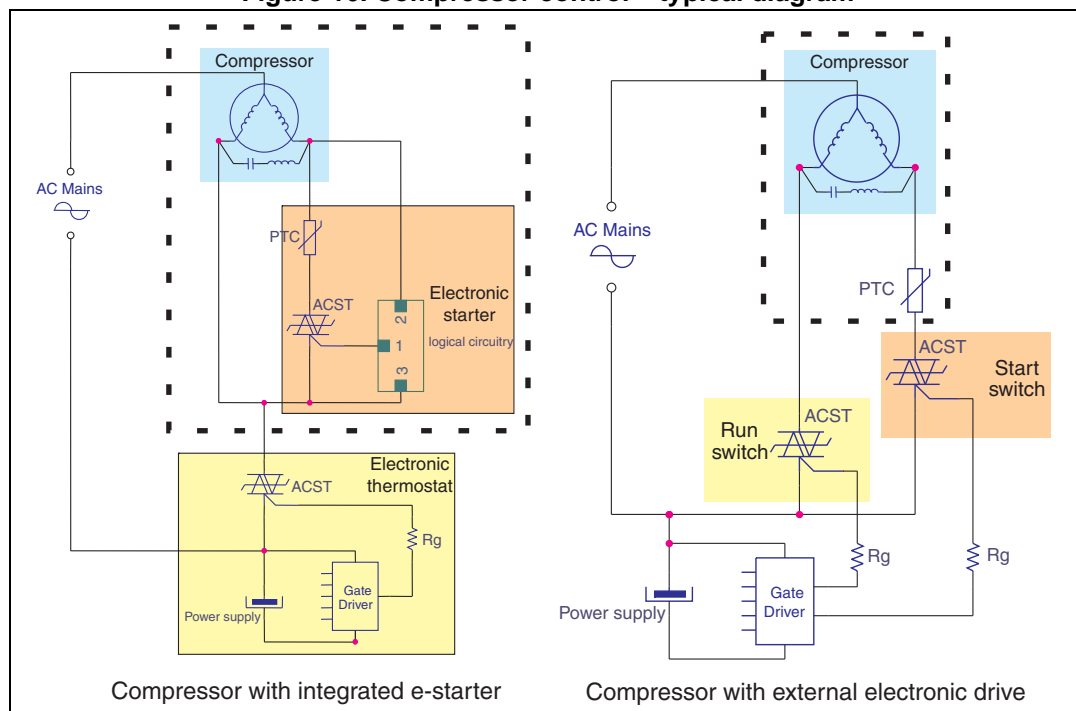 Compressor
AC Mains
PTC
ACST
2
1
3
Electronic
starter
logical circuitry
Electronic
thermostat
ACST
Rg
Gate
Driver
Power supply
Compressor with integrated e-starter
Compressor
AC Mains
PTC
ACST
Start
switch
Run
switch
ACST
Rg
Rg
Gate
Driver
Power supply
Compressor with external electronic drive